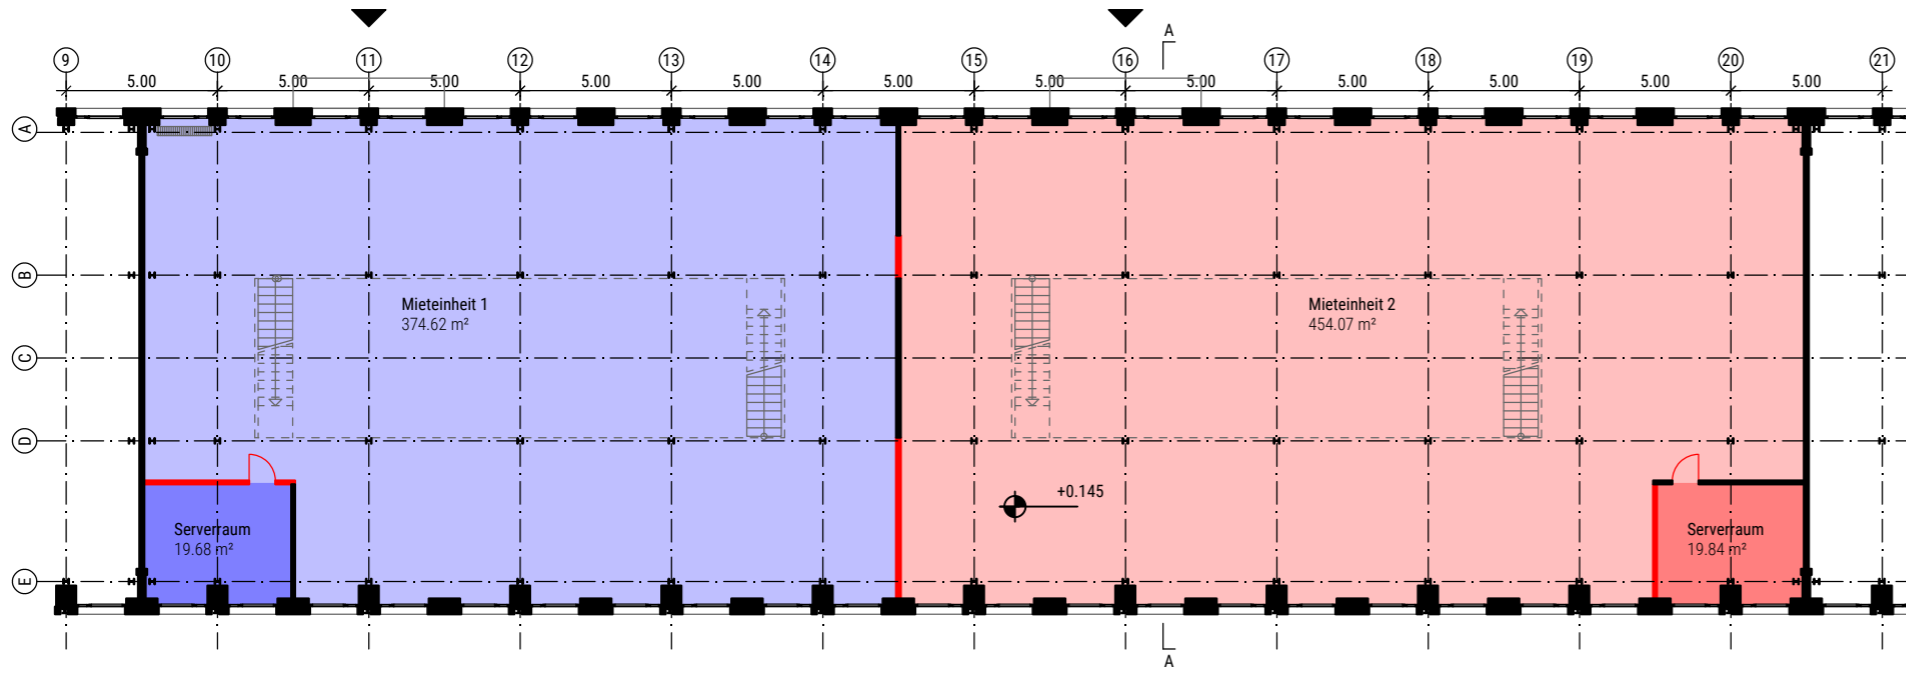 A
9
10
11
12
13
14
15
16
17
18
19
20
21
5.00
5.00
5.00
5.00
5.00
5.00
5.00
5.00
5.00
5.00
5.00
5.00
A
B
Mieteinheit 1
374.62 m²
Mieteinheit 2
454.07 m²
C
D
+0.145
Serverraum
19.68 m²
Serverraum
19.84 m²
E
A